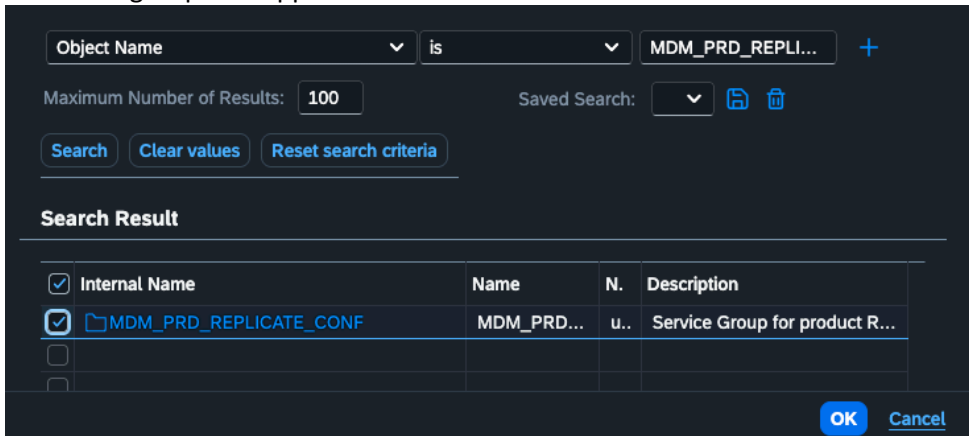 Object Name is MDM_PRD_REPLI...
Maximum Number of Results: 100 Saved Search:
Search Clear values Reset search criteria
Search Result
Internal Name Name N. Description
MDM_PRD_REPLICATE_CONF MDM_PRD... u.. Service Group for product R...
OK Cancel